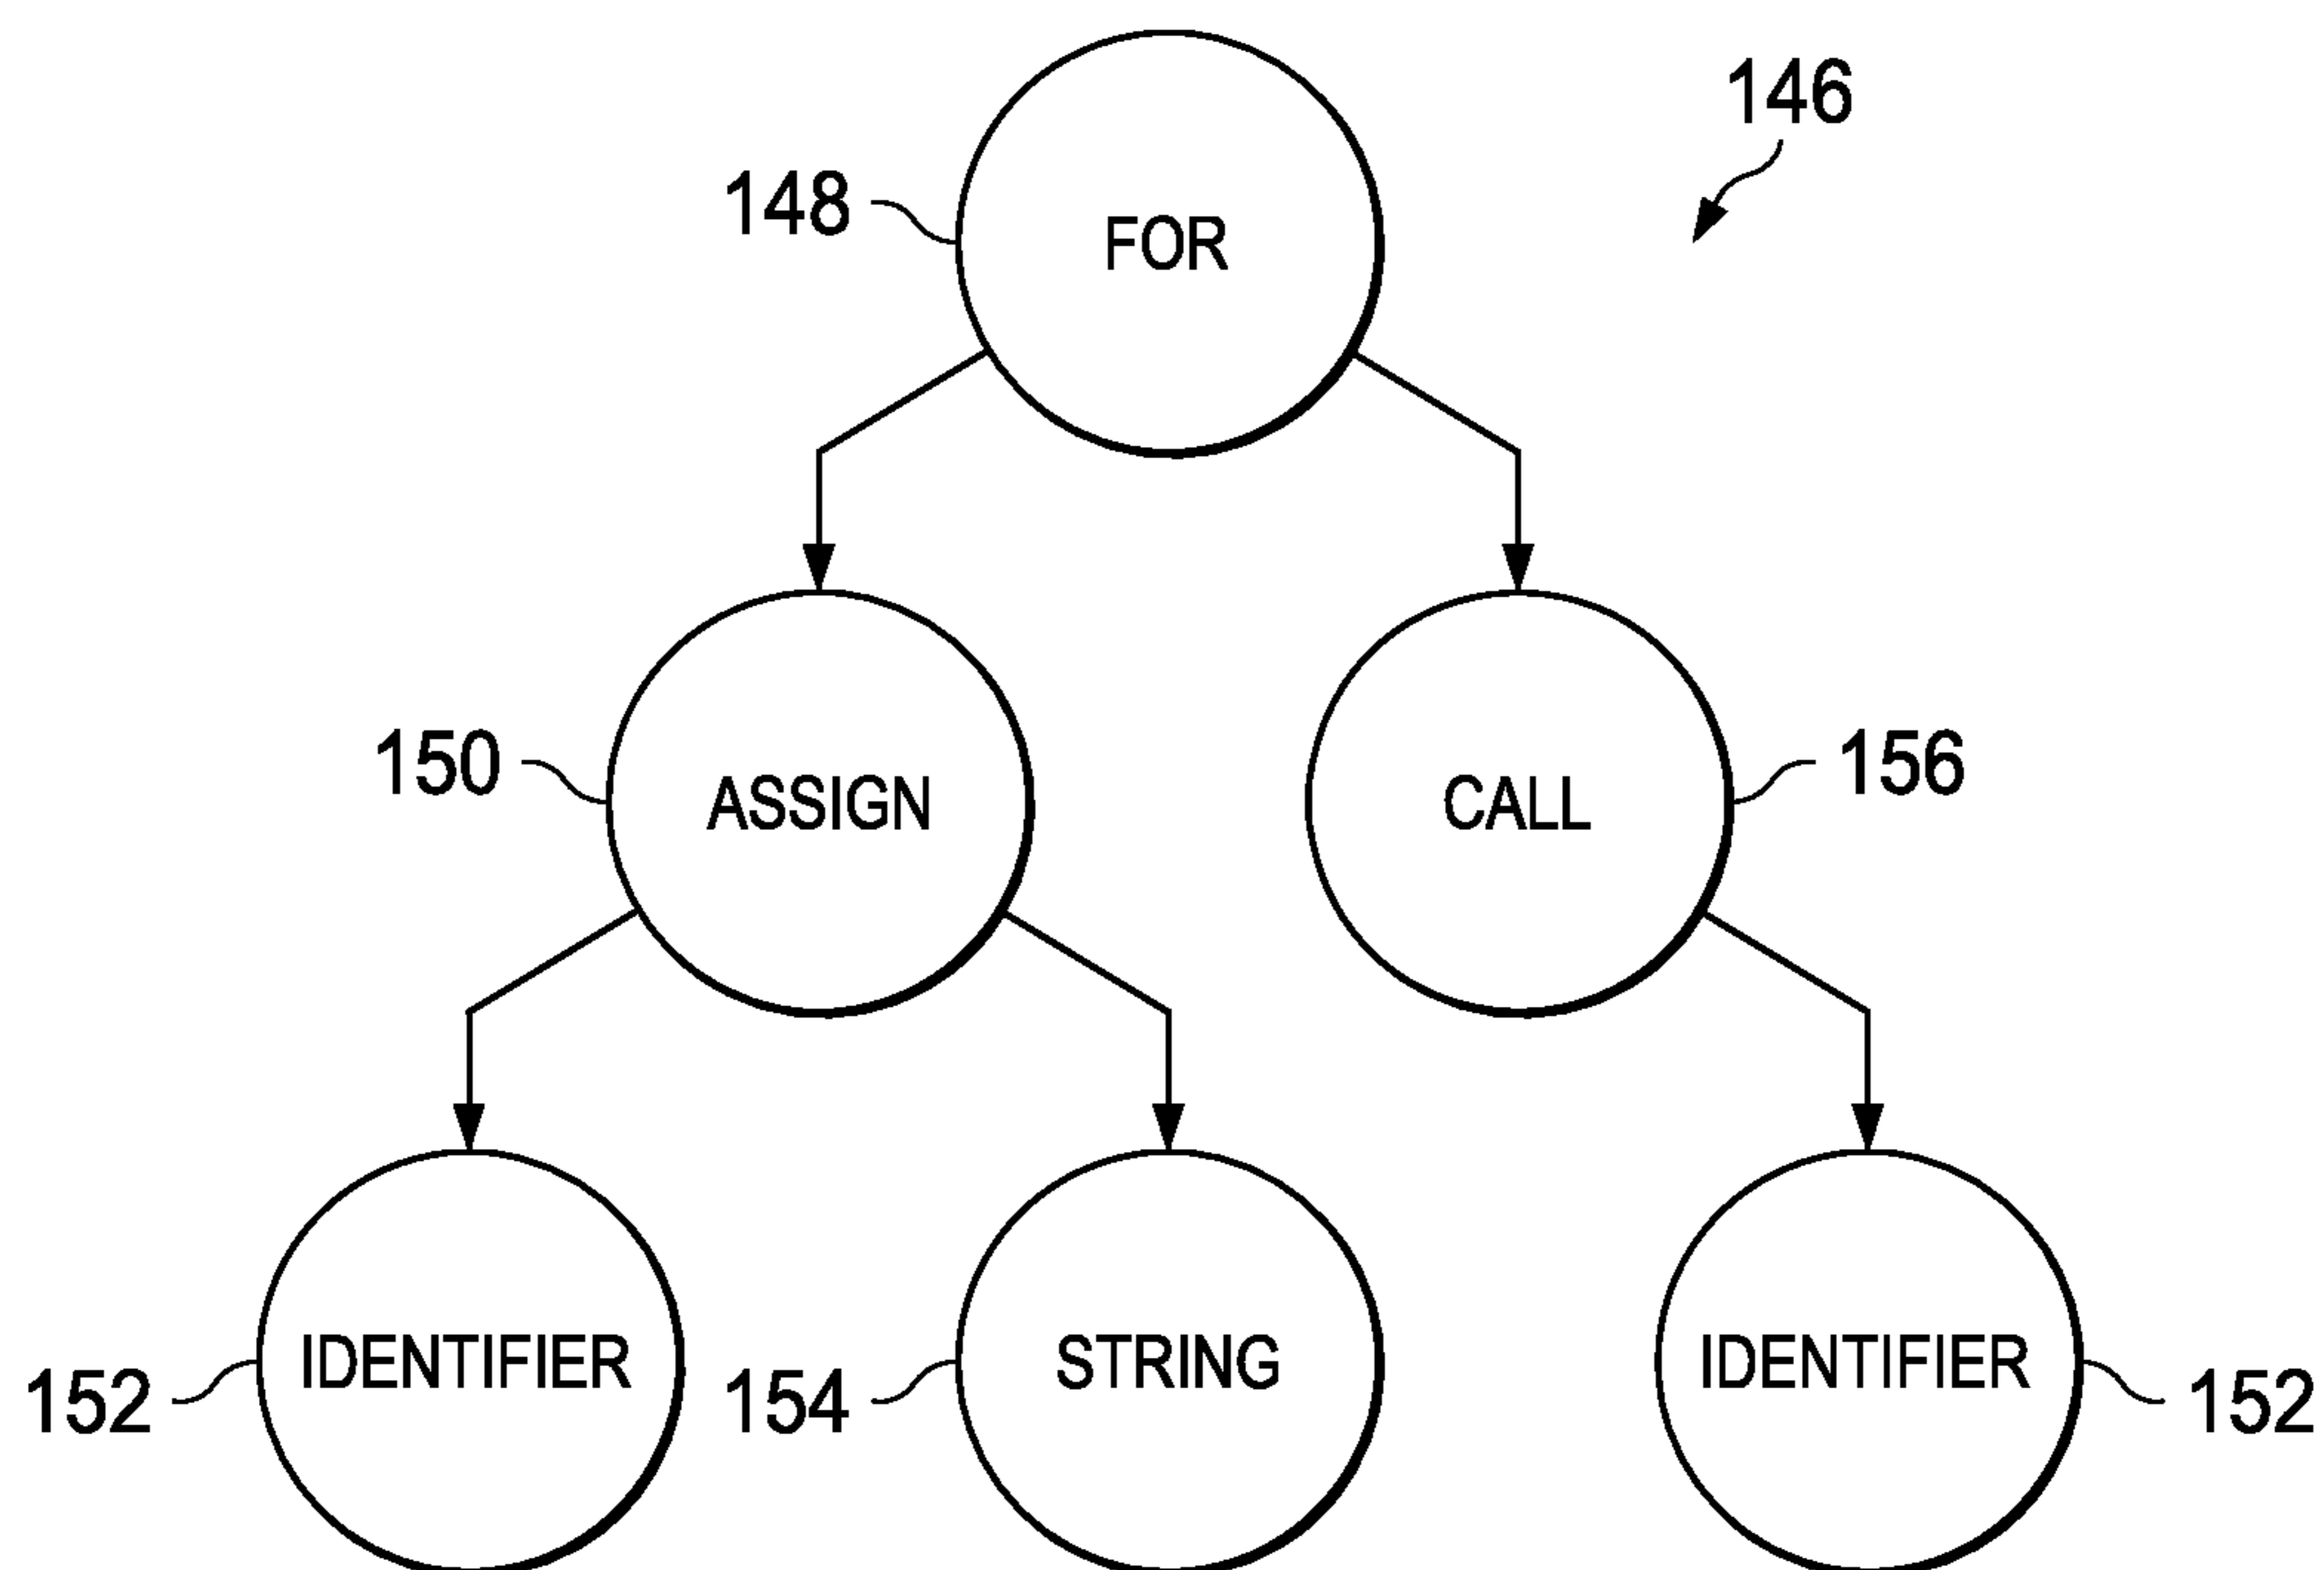 146
148
FOR
150
ASSIGN
CALL
156
IDENTIFIER
STRING
IDENTIFIER
152
154
152